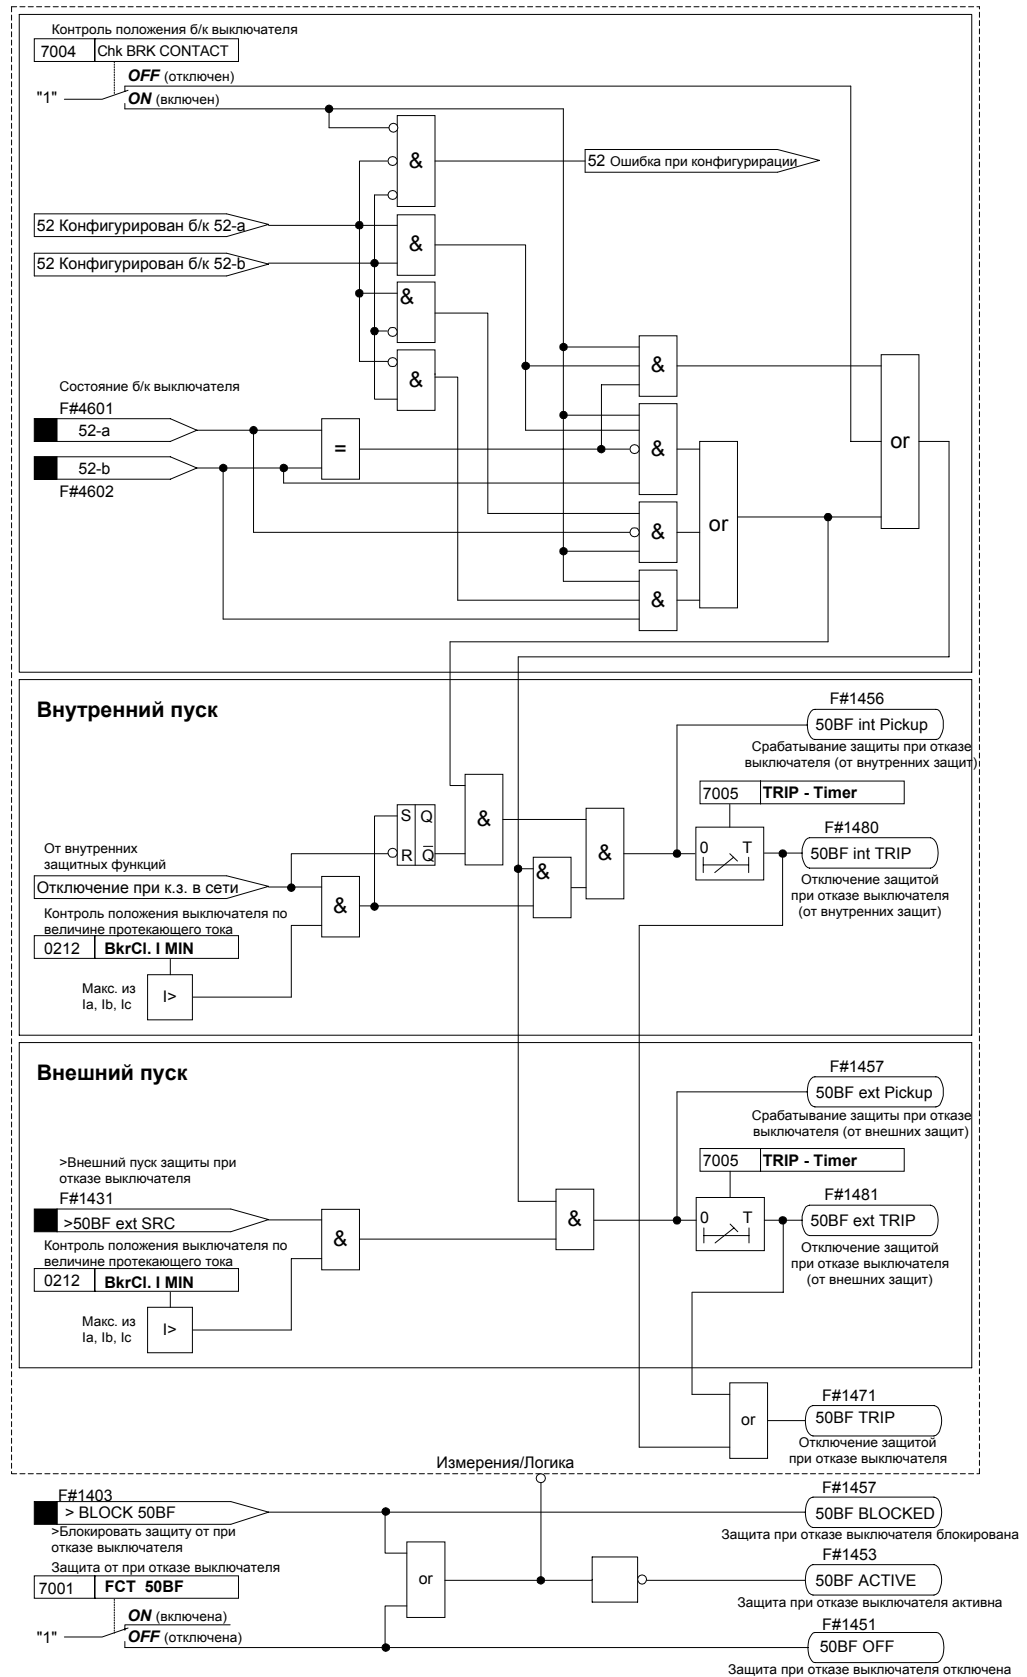 Контроль положения б/к выключателя
7004 Chk BRK CONTACT
OFF (отключен)
"1"
ON (включен)
&
52 Ошибка при конфигурирации
52 Конфигурирован б/к 52-a
&
52 Конфигурирован б/к 52-b
&
&
&
Состояние б/к выключателя
F#4601
52-a
=
&
or
52-b
F#4602
&
or
&
Внутренний пуск
F#1456
50BF int Pickup
Срабатывание защиты при отказе
выключателя (от внутренних защит)
7005 TRIP - Timer
S Q
R Q
&
&
&
0 T
F#1480
50BF int TRIP
От внутренних
защитных функций
Отключение при к.з. в сети
&
Отключение защитой
при отказе выключателя
(от внутренних защит)
Контроль положения выключателя по
величине протекающего тока
0212 BkrCl. I MIN
Макс. из
Ia, Ib, Ic
I>
Внешний пуск
F#1457
50BF ext Pickup
Срабатывание защиты при отказе
выключателя (от внешних защит)
7005 TRIP - Timer
>Внешний пуск защиты при
отказе выключателя
F#1431
>50BF ext SRC
&
&
0 T
F#1481
50BF ext TRIP
Отключение защитой
при отказе выключателя
(от внешних защит)
Контроль положения выключателя по
величине протекающего тока
0212 BkrCl. I MIN
Макс. из
Ia, Ib, Ic
I>
or
F#1471
50BF TRIP
Отключение защитой
при отказе выключателя
Измерения/Логика
F#1403
> BLOCK 50BF
>Блокировать защиту от при
отказе выключателя
F#1457
50BF BLOCKED
Защита при отказе выключателя блокирована
Защита от при отказе выключателя
7001 FCT 50BF
or
F#1453
50BF ACTIVE
Защита при отказе выключателя активна
ON (включена)
"1"
OFF (отключена)
F#1451
50BF OFF
Защита при отказе выключателя отключена